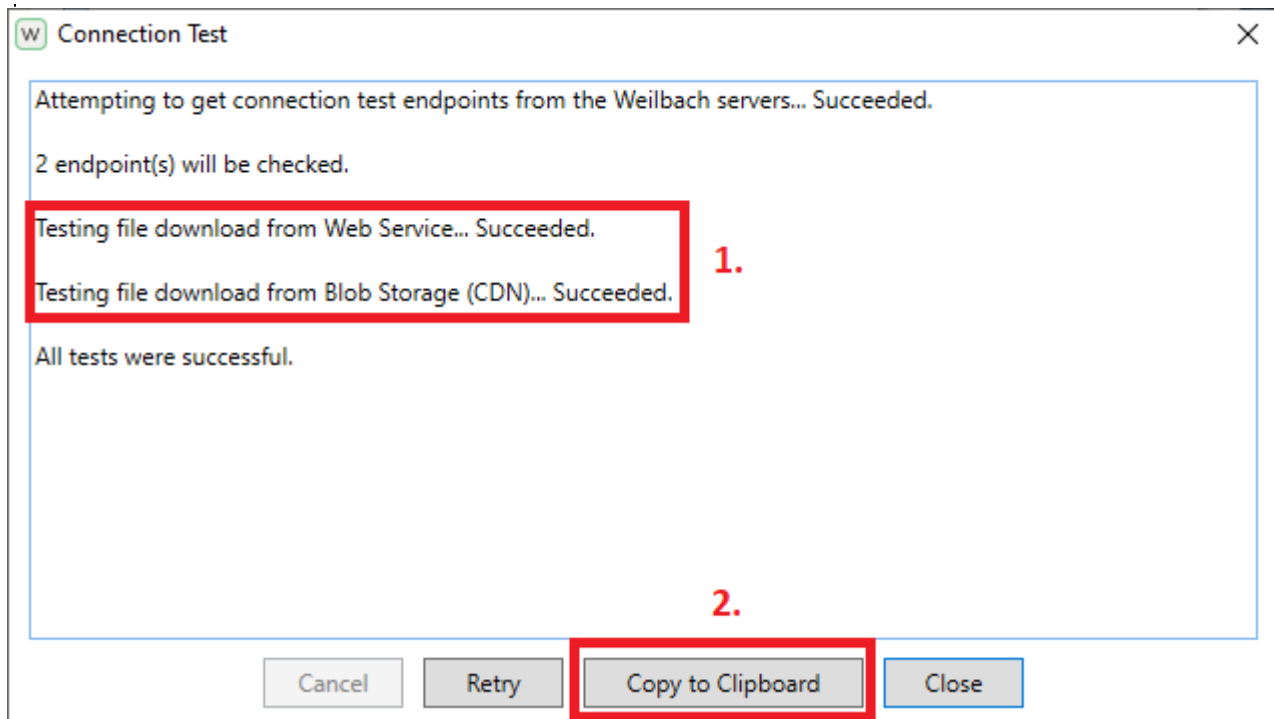 W Connection Test
Attempting to get connection test endpoints from the Weilbach servers... Succeeded.
2 endpoint(s) will be checked.
Testing file download from Web Service... Succeeded.
1.
Testing file download from Blob Storage (CDN)... Succeeded.
All tests were successful.
2.
Cancel Retry Copy to Clipboard Close